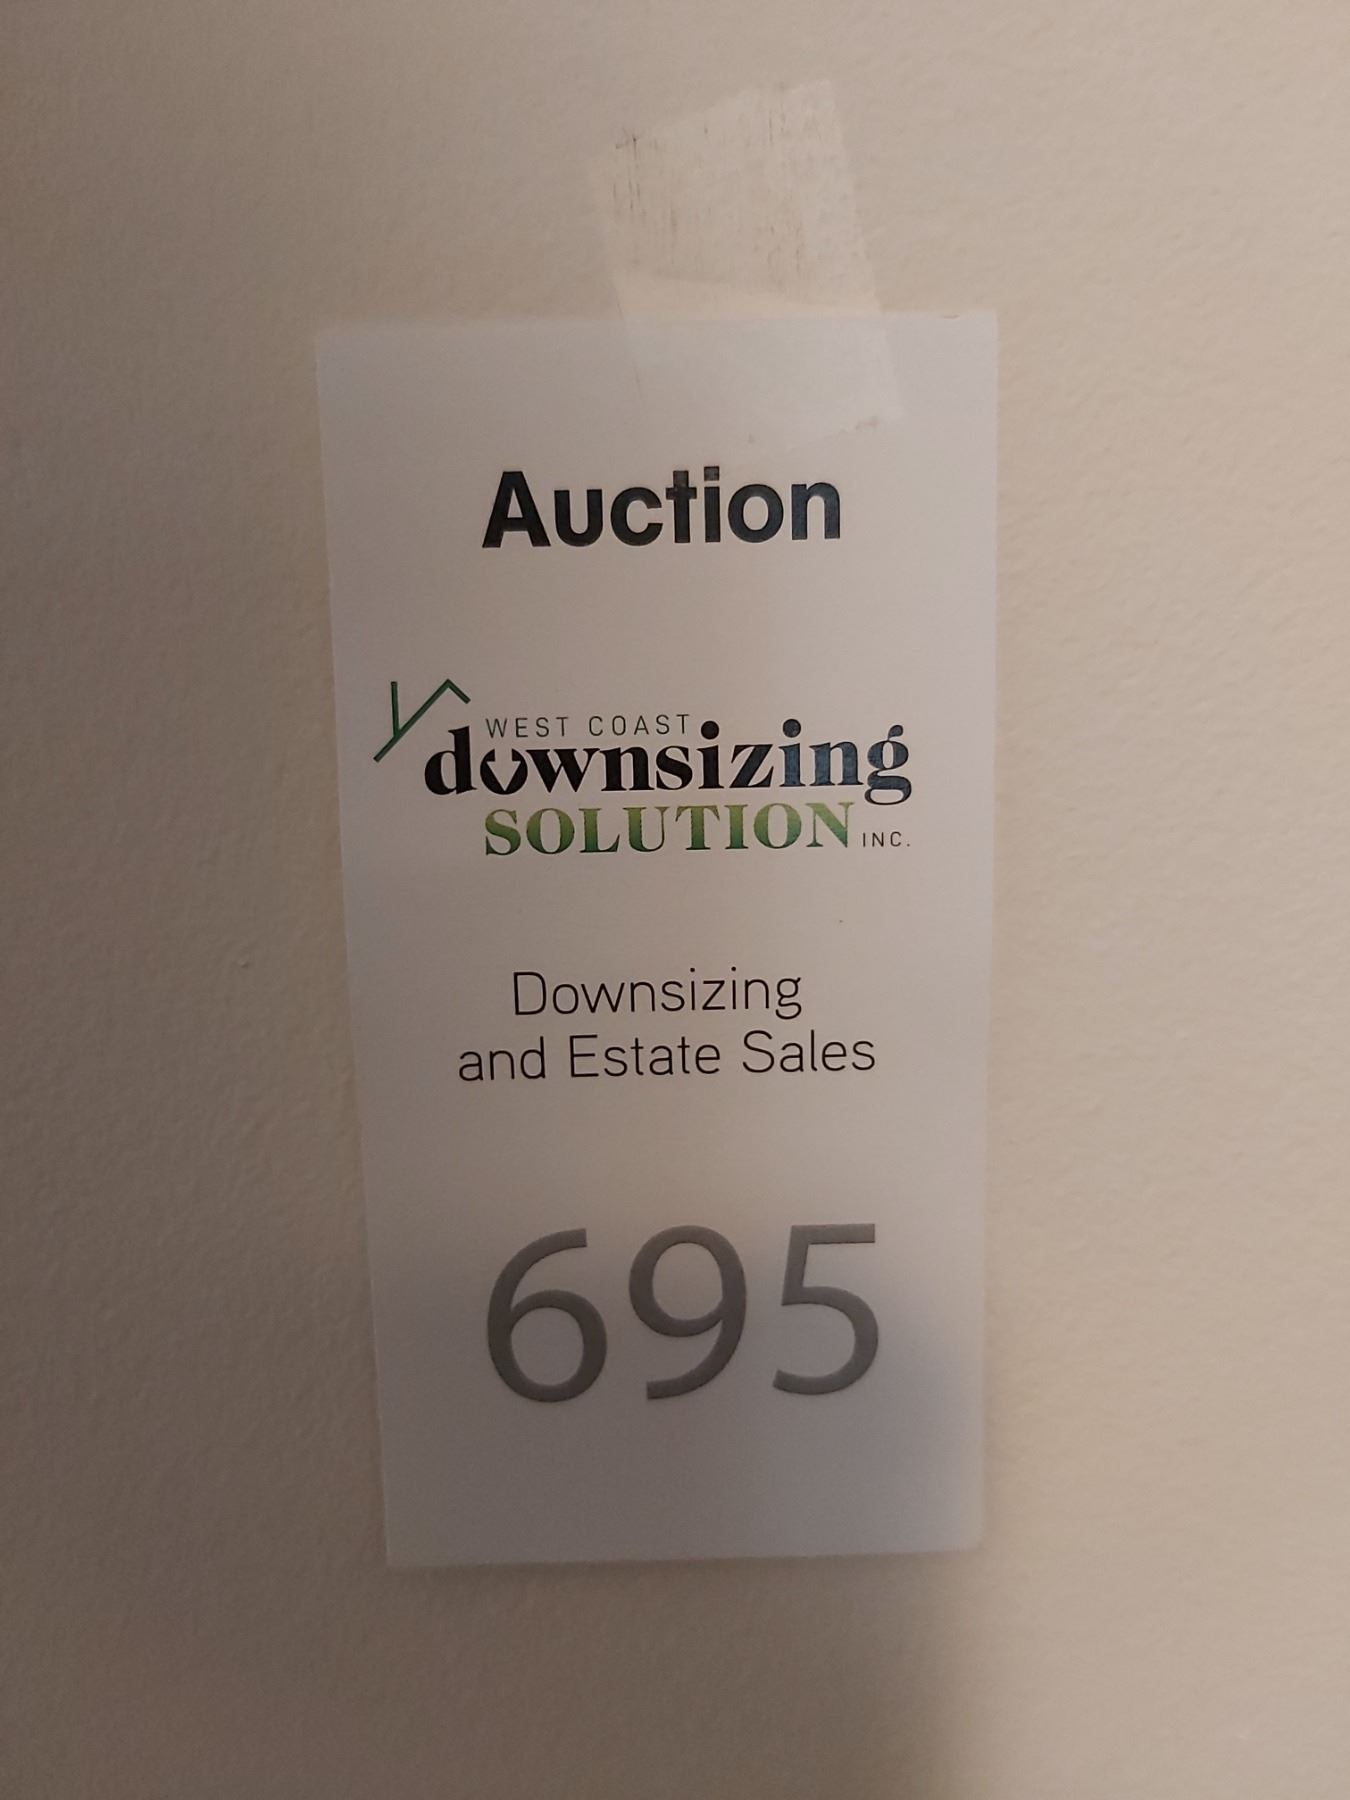 Auction
WEST COAST
downsizing
SOLUTION INC.
Downsizing
and Estate Sales
695